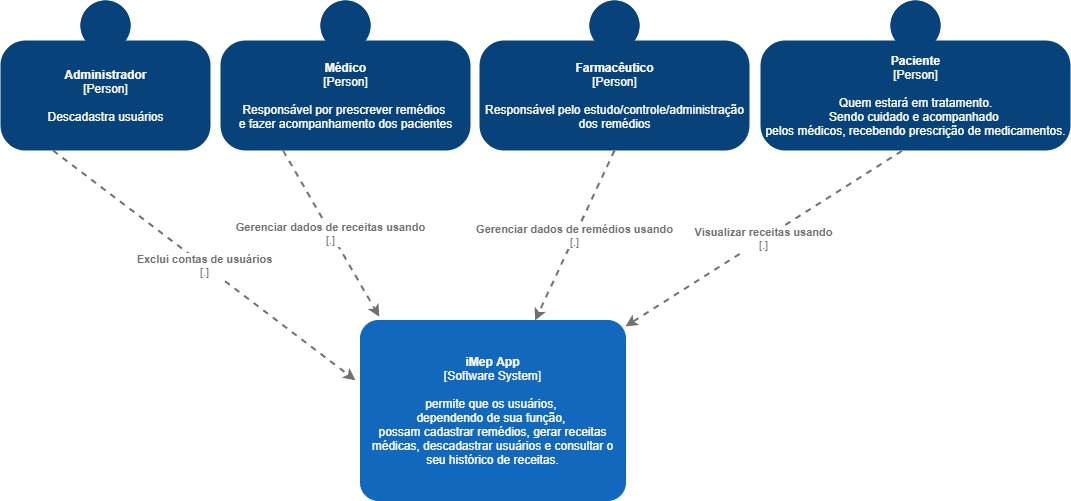 Administrador
[Person]
Descadastra usuários
Médico
[Person]
Responsável por prescrever remédios
e fazer acompanhamento dos pacientes
Farmacêutico
[Person]
Responsável pelo estudo/controle/administração
dos remédios
Paciente
[Person]
Quem estará em tratamento.
Sendo cuidado e acompanhado
pelos médicos, recebendo prescrição de medicamentos.
Exclui contas de usuários
[.]
Gerenciar dados de receitas usando
[.]
Gerenciar dados de remédios usando
[.]
Visualizar receitas usando
[.]
iMep App
[Software System]
permite que os usuários,
dependendo de sua função,
possam cadastrar remédios, gerar receitas
médicas, descadastrar usuários e consultar o
seu histórico de receitas.